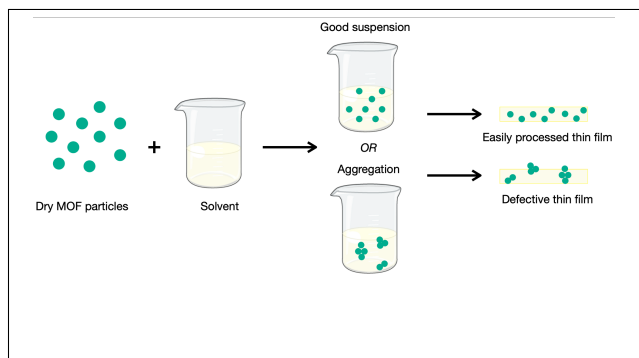 Good suspension
Easily processed thin film
OR
Aggregation
Dry MOF particles
Solvent
Defective thin film